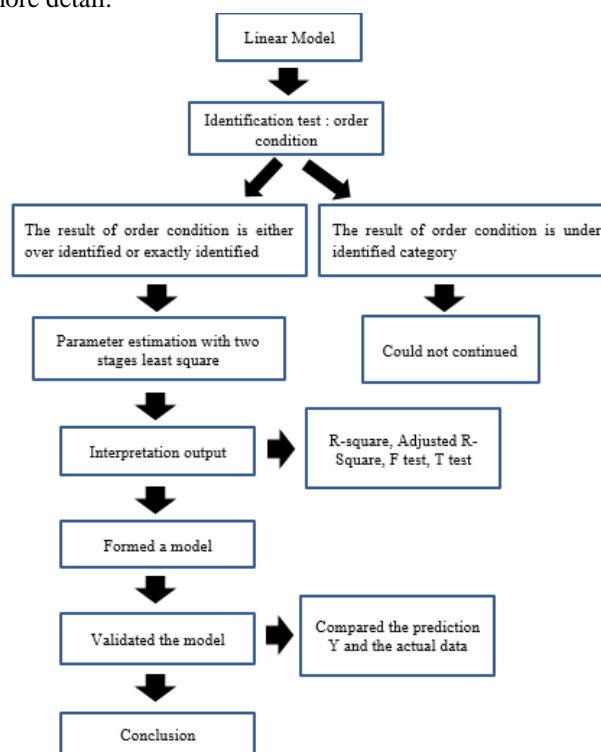 more detail.
Linear Model
Identification test : order
condition
The result of order condition is either
over identified or exactly identified
The result of order condition is under
identified category
Parameter estimation with two
stages least square
Could not continued
Interpretation output
R-square, Adjusted R-
Square, F test, T test
Formed a model
Validated the model
Compared the prediction
Y and the actual data
Conclusion